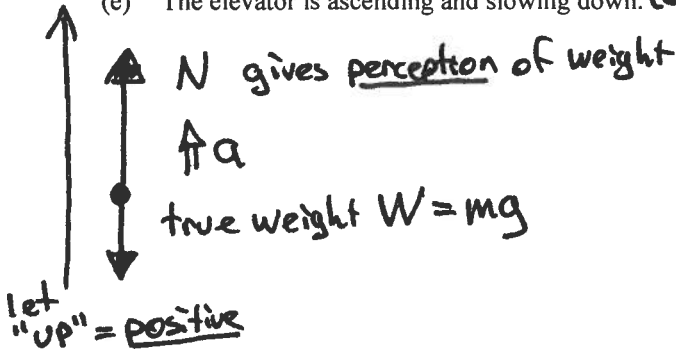 (e) The elevator is ascending and slowing down.
N gives perception of weight
a
true weight W = mg
let
"up" = positive